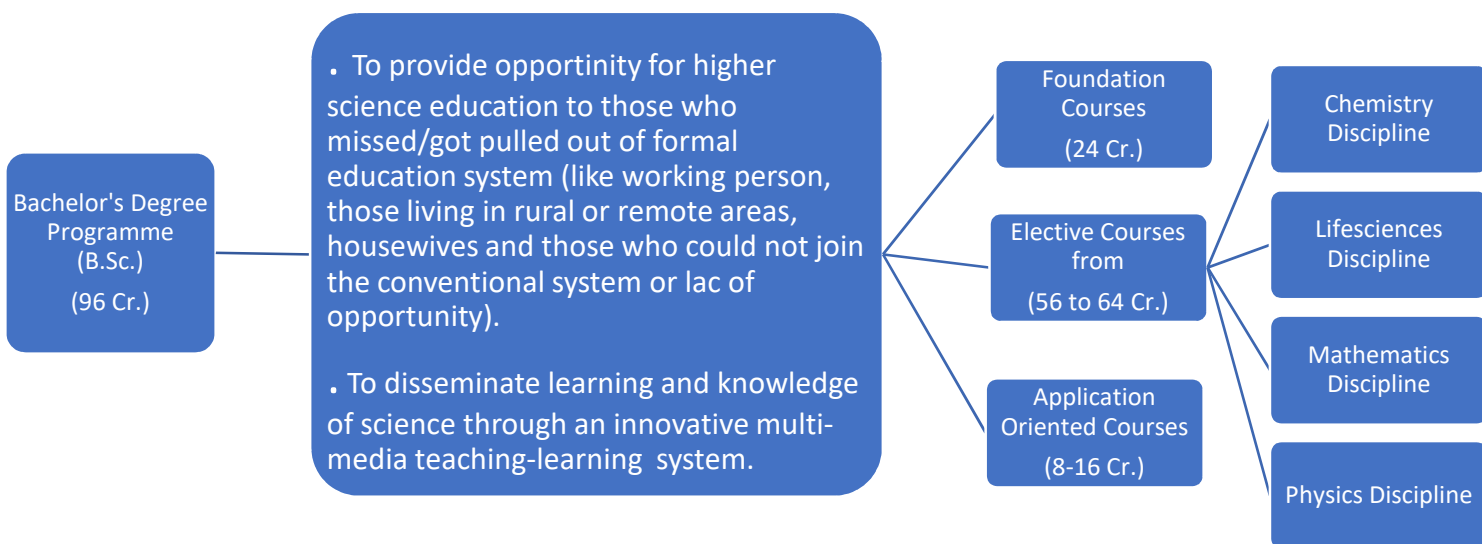 Bachelor's Degree
Programme
(B.Sc.)
(96 Cr.)
. To provide opportinity for higher
science education to those who
missed/got pulled out of formal
education system (like working person,
those living in rural or remote areas,
housewives and those who could not join
the conventional system or lac of
opportunity).
. To disseminate learning and knowledge
of science through an innovative multi-
media teaching-learning system.
Foundation
Courses
(24 Cr.)
Elective Courses
from
(56 to 64 Cr.)
Application
Oriented Courses
(8-16 Cr.)
Chemistry
Discipline
Lifesciences
Discipline
Mathematics
Discipline
Physics Discipline